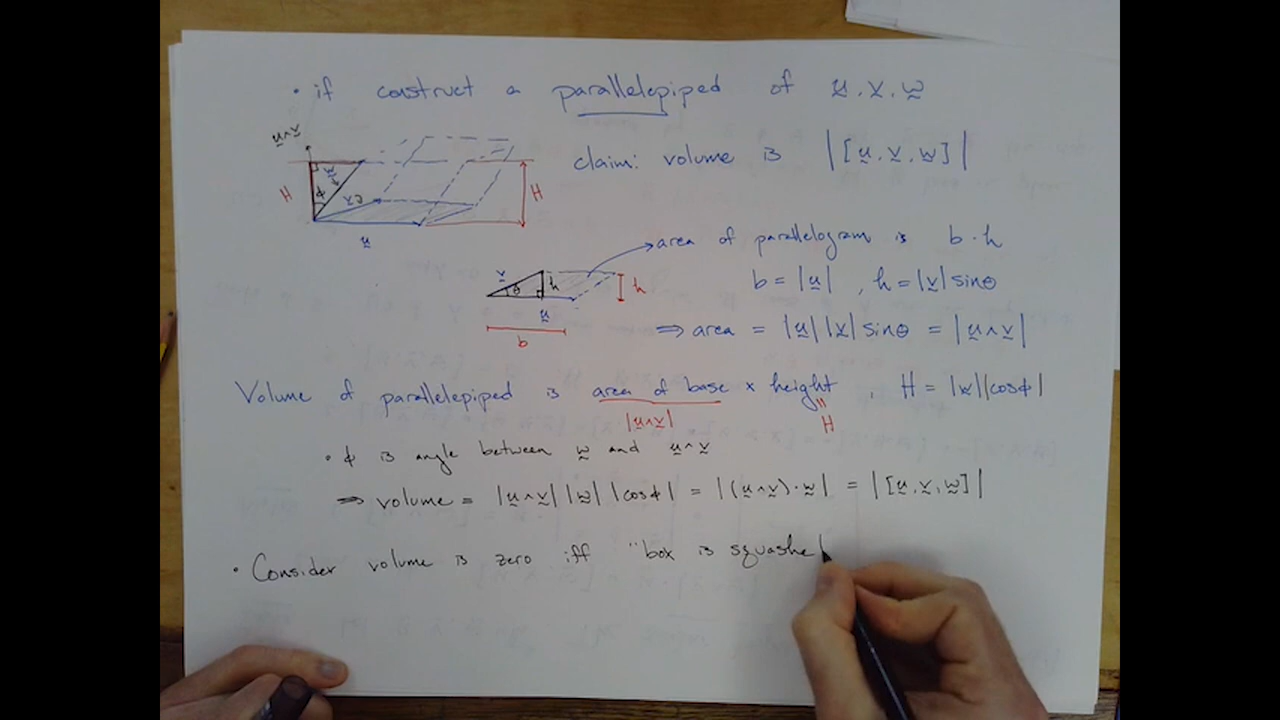 • if construct a parallelepiped of u, v, w
u∧v
claim: volume is |[u, v, w]|
H
ϕ
w
v
H
u
area of parallelogram is b·h
v
θ
h
h
b = |u| , h = |v| sinθ
u
⇒ area = |u| |v| sinθ = |u∧v|
b
Volume of parallelepiped is area of base × height , H = |w| |cosϕ|
|u∧v|
=
H
• ϕ is angle between w and u∧v
⇒ volume = |u∧v| |w| |cosϕ| = |(u∧v)·w| = |[u, v, w]|
• Consider volume is zero iff "box is squashe